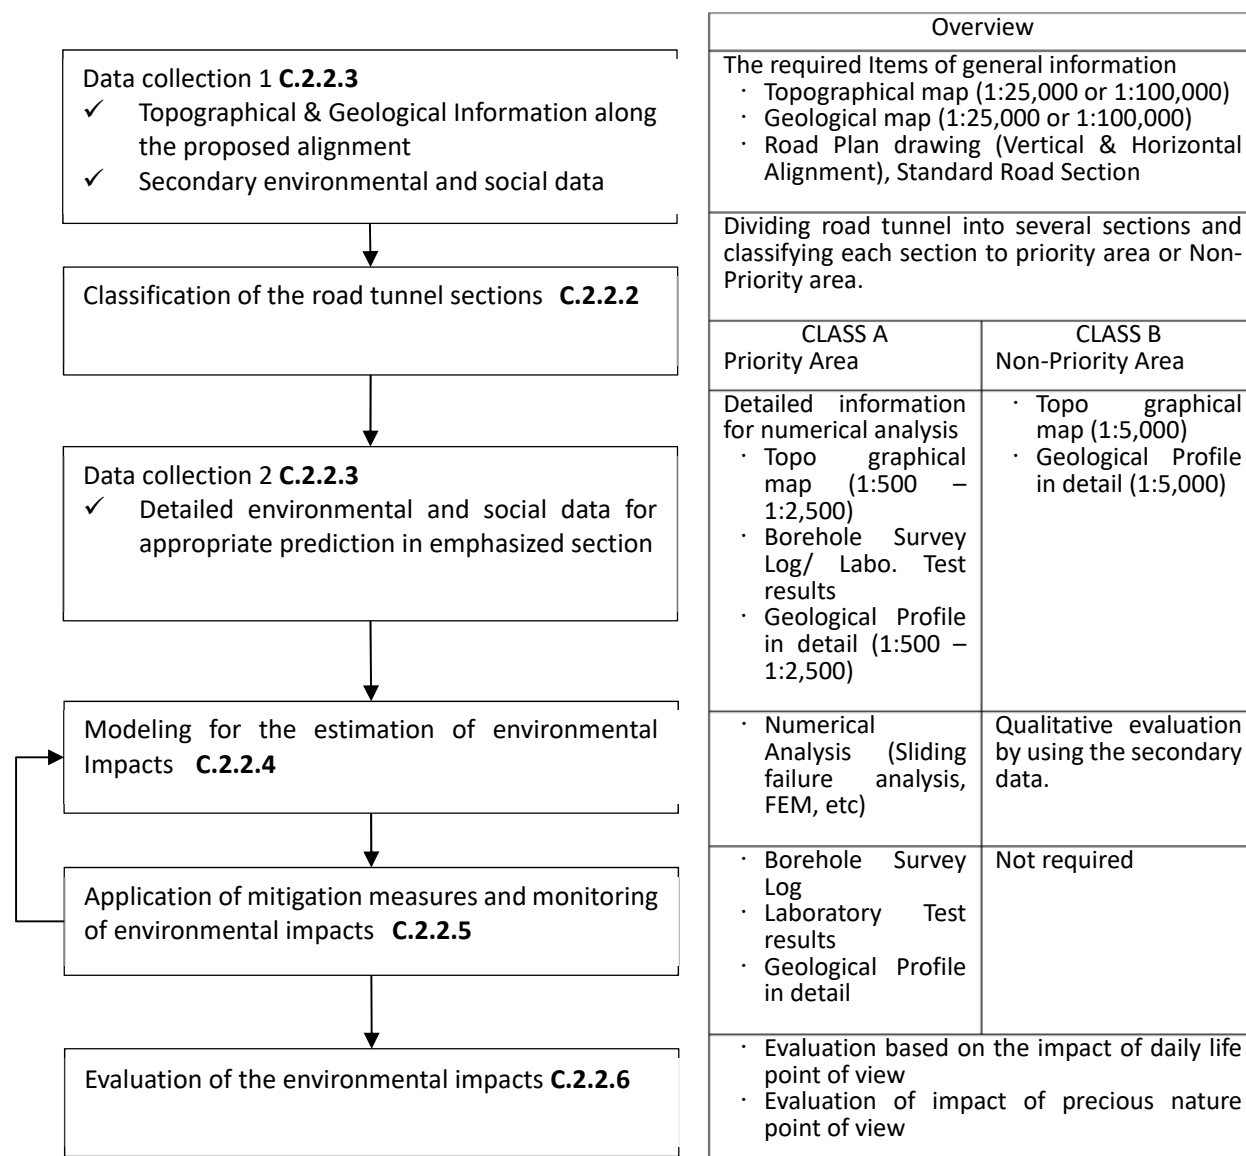 Data collection 1 C.2.2.3
✓ Topographical & Geological Information along
the proposed alignment
✓ Secondary environmental and social data
Classification of the road tunnel sections C.2.2.2
Data collection 2 C.2.2.3
✓ Detailed environmental and social data for
appropriate prediction in emphasized section
Modeling for the estimation of environmental
Impacts C.2.2.4
Application of mitigation measures and monitoring
of environmental impacts C.2.2.5
Evaluation of the environmental impacts C.2.2.6
Overview
The required Items of general information
· Topographical map (1:25,000 or 1:100,000)
· Geological map (1:25,000 or 1:100,000)
· Road Plan drawing (Vertical & Horizontal
Alignment), Standard Road Section
Dividing road tunnel into several sections and
classifying each section to priority area or Non-
Priority area.
CLASS A
Priority Area
CLASS B
Non-Priority Area
Detailed information
for numerical analysis
· Topo graphical
map (1:500 –
1:2,500)
· Borehole Survey
Log/ Labo. Test
results
· Geological Profile
in detail (1:500 –
1:2,500)
· Topo graphical
map (1:5,000)
· Geological Profile
in detail (1:5,000)
· Numerical
Analysis (Sliding
failure analysis,
FEM, etc)
Qualitative evaluation
by using the secondary
data.
· Borehole Survey
Log
· Laboratory Test
results
· Geological Profile
in detail
Not required
· Evaluation based on the impact of daily life
point of view
· Evaluation of impact of precious nature
point of view